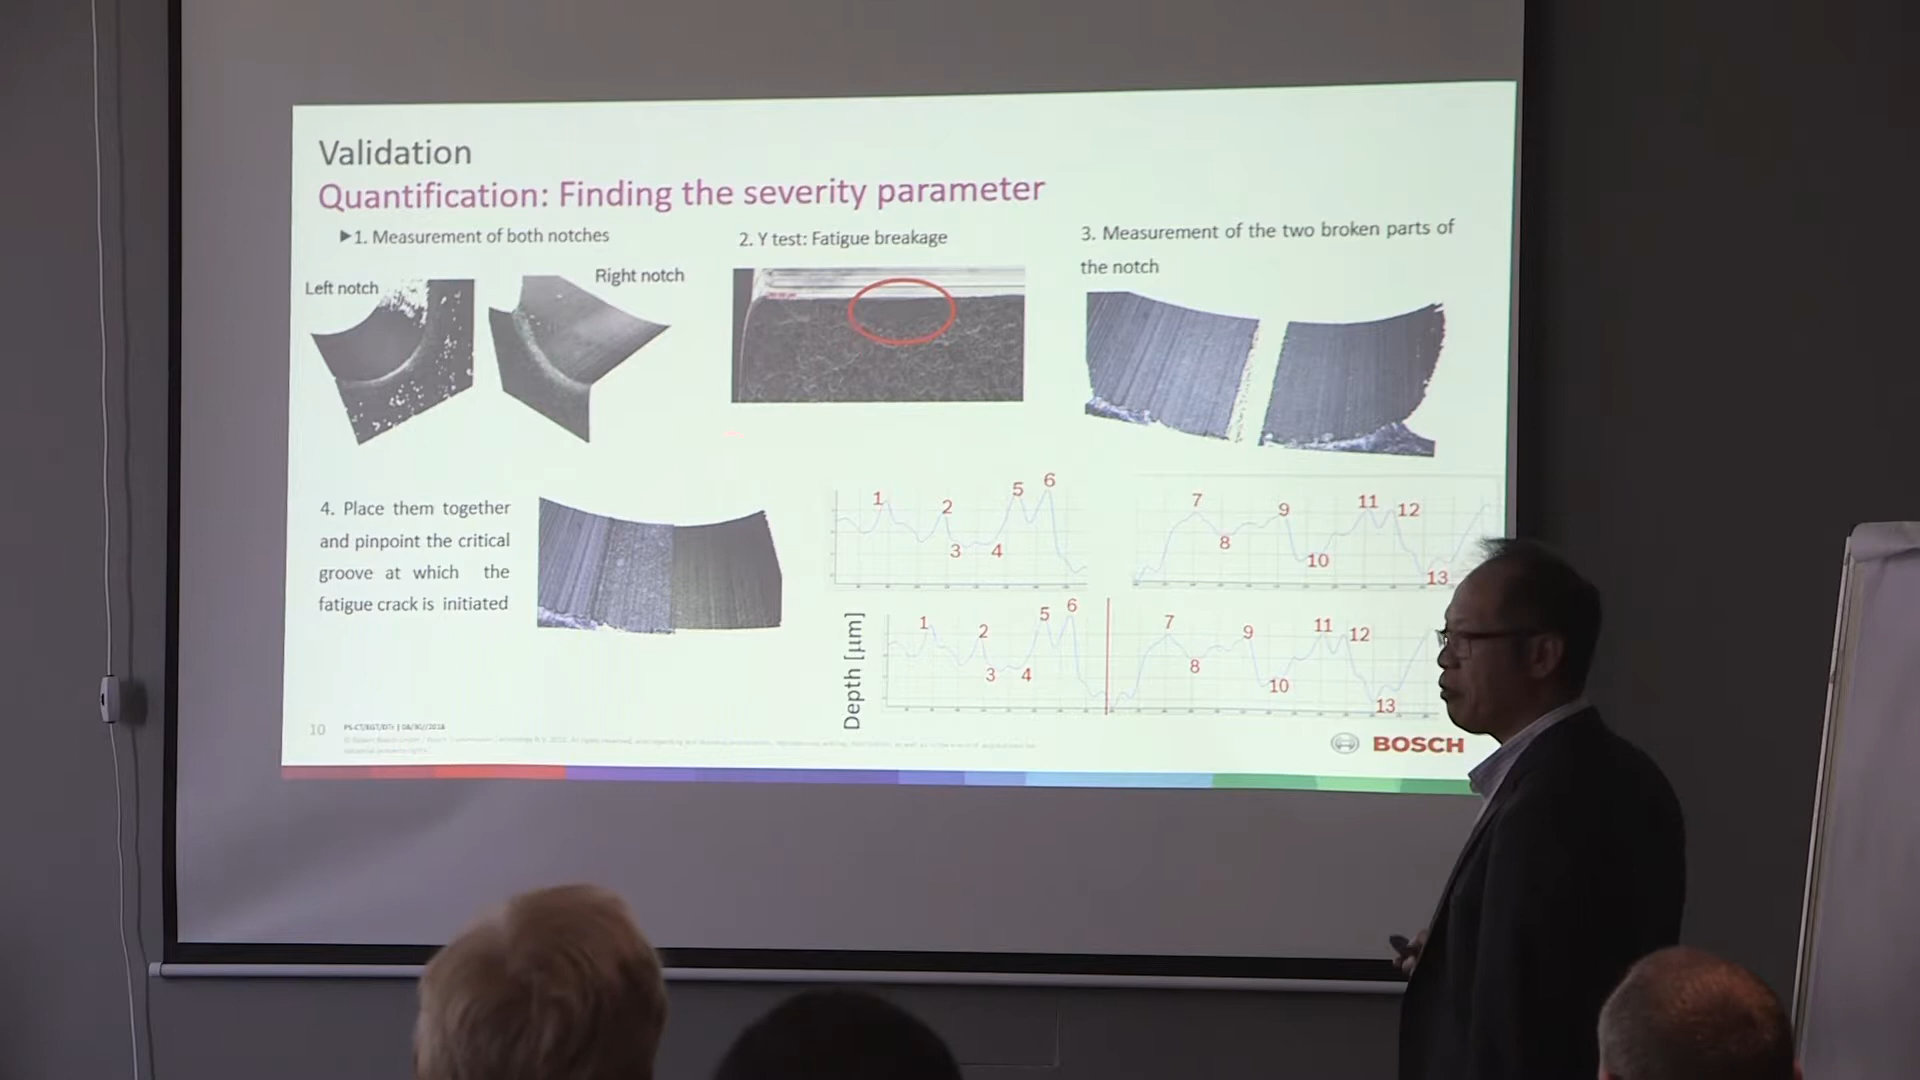 Validation
Quantification: Finding the severity parameter
▶1. Measurement of both notches
Left notch
Right notch
2. Y test: Fatigue breakage
3. Measurement of the two broken parts of
the notch
4. Place them together
and pinpoint the critical
groove at which the
fatigue crack is initiated
1
2
3
4
5
6
7
8
9
10
11
12
13
Depth [µm]
1
2
3
4
5
6
7
8
9
10
11
12
13
10
BOSCH